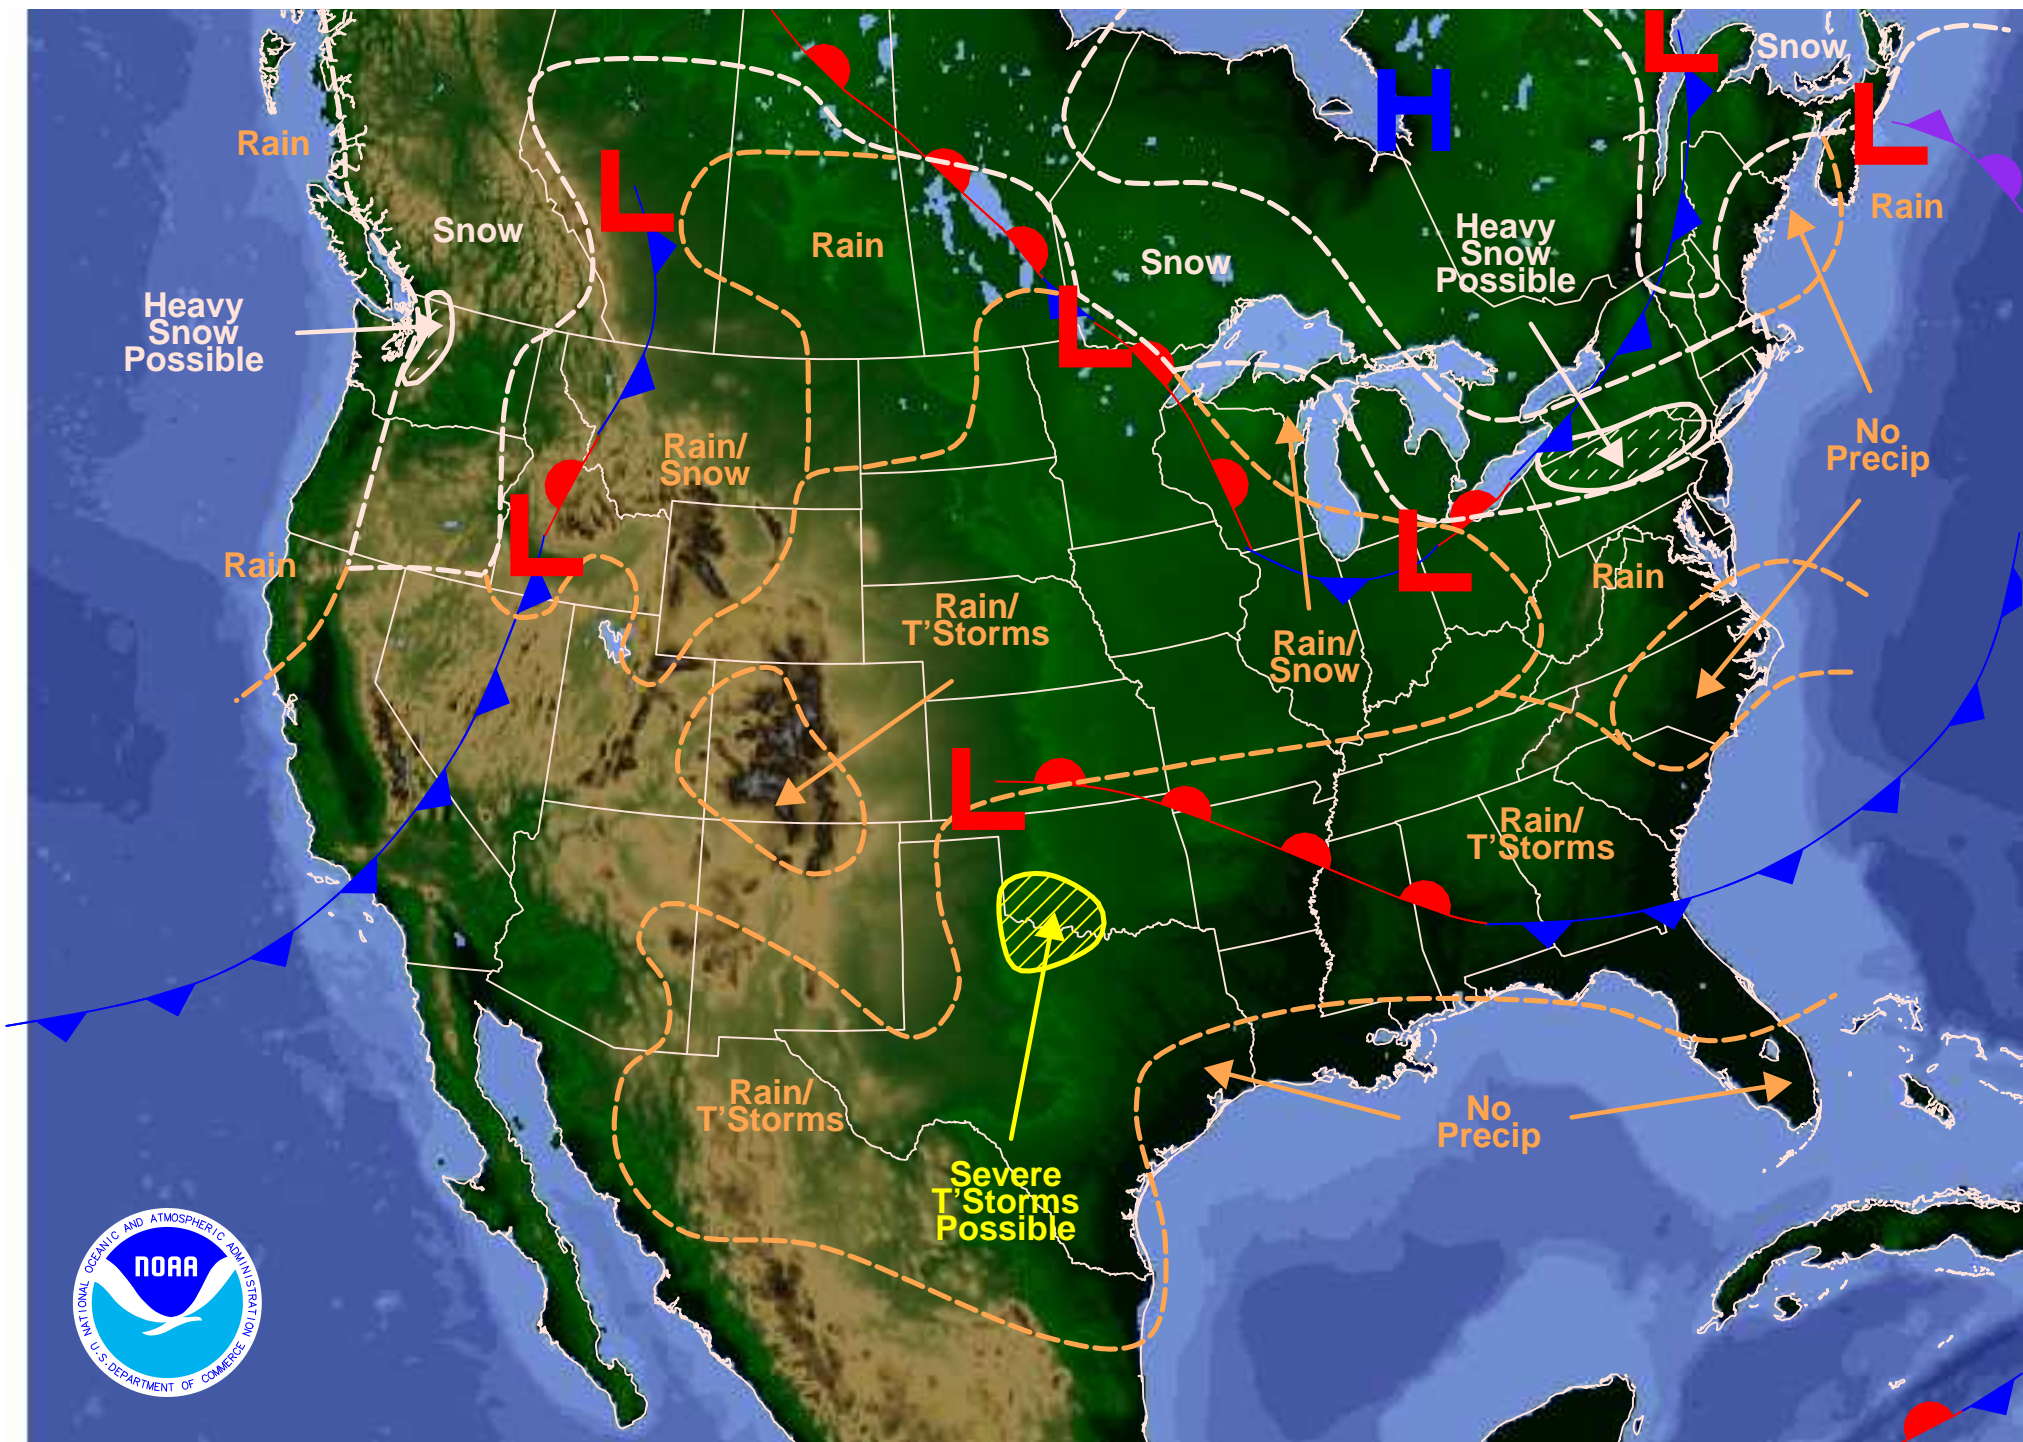 L
Snow
H
L
Rain
L
Rain
Snow
Heavy
Snow
Possible
Rain
Snow
Heavy
Snow
Possible
L
No
Precip
Rain/
Snow
L
L
Rain
Rain
Rain/
T'Storms
Rain/
Snow
L
Rain/
T'Storms
Rain/
T'Storms
No
Precip
Severe
T'Storms
Possible
NATIONAL OCEANIC AND ATMOSPHERIC ADMINISTRATION
NOAA
U.S. DEPARTMENT OF COMMERCE